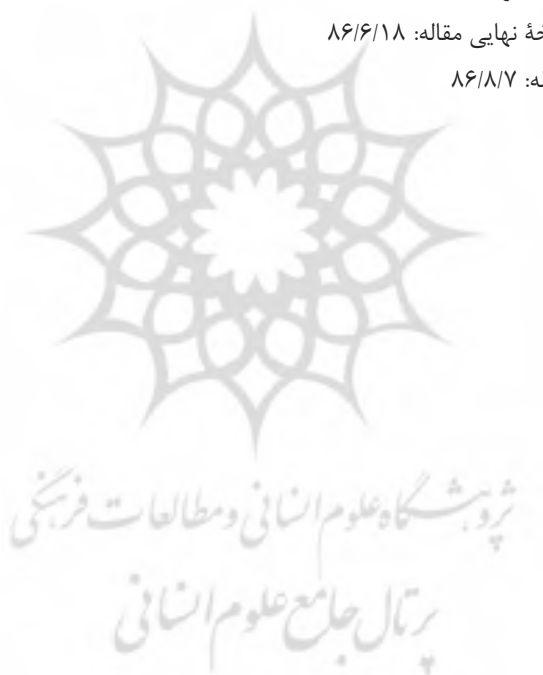 نهایی مقاله: ۸۶/۶/۱۸
۸۶/۸/۷
پژوهشگاه علوم انسانی و مطالعات فرهنگی
پرتال جامع علوم انسانی